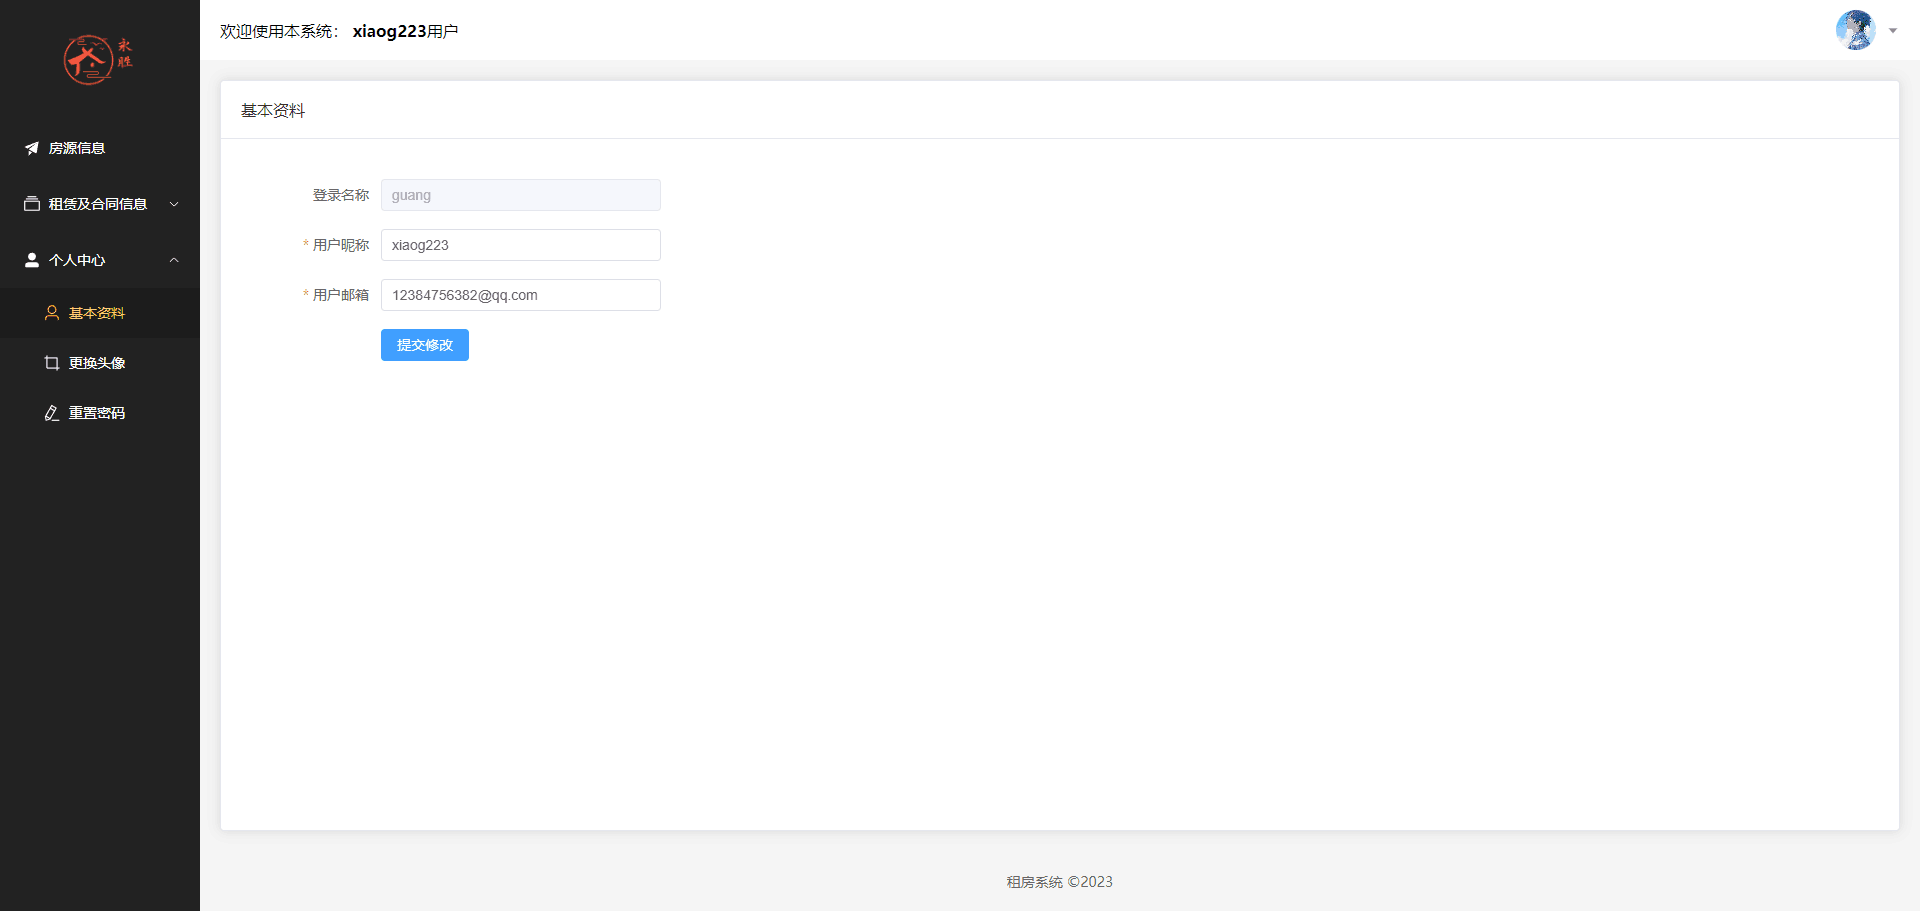 永胜
房源信息
租赁及合同信息
个人中心
基本资料
更换头像
重置密码
欢迎使用本系统： xiaog223用户
基本资料
登录名称 guang
* 用户昵称 xiaog223
* 用户邮箱 12384756382@qq.com
提交修改
租房系统 ©2023